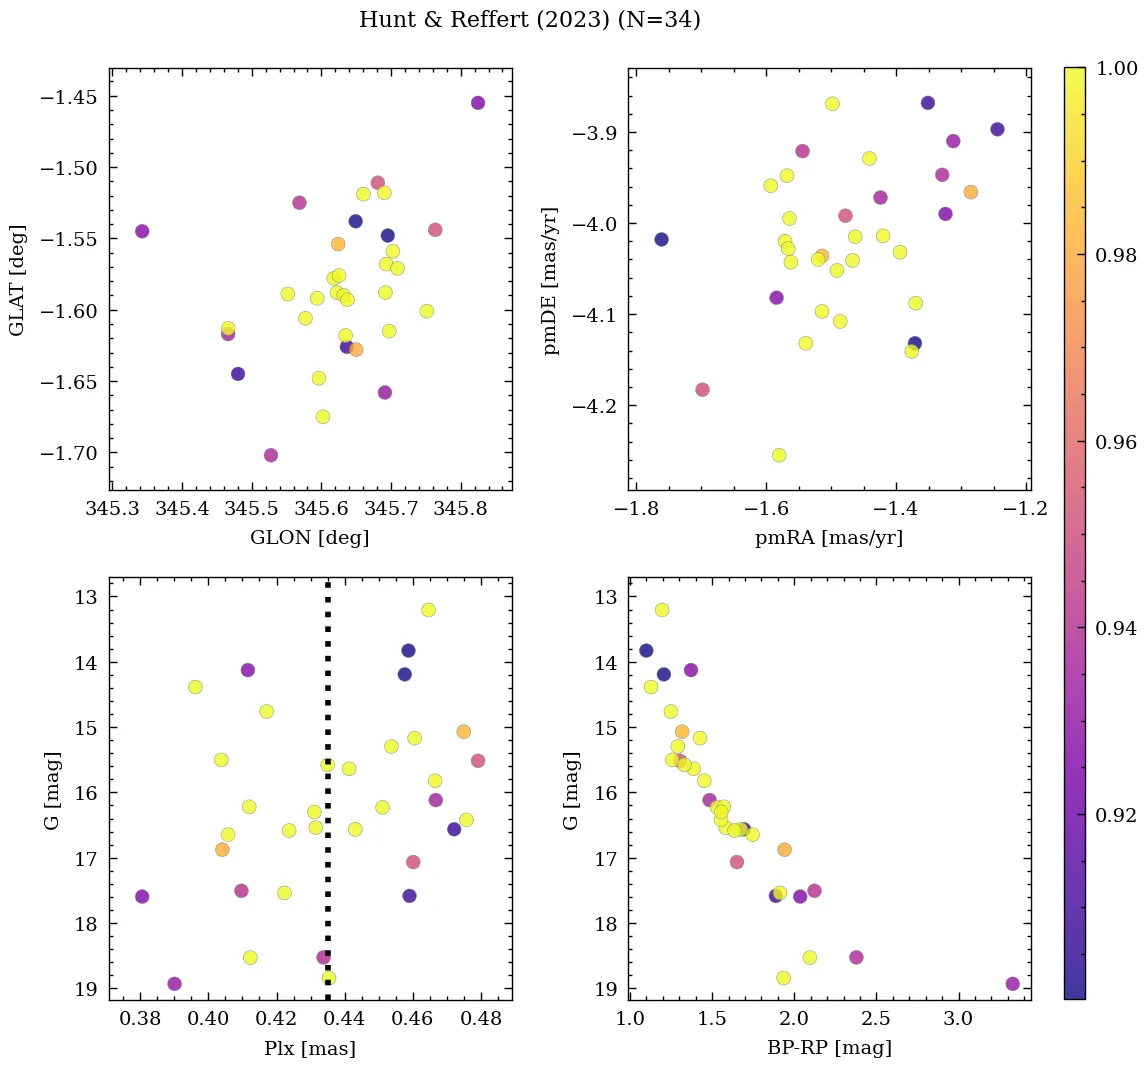 Hunt & Reffert (2023) (N=34)
−1.45
−1.50
−1.55
−1.60
−1.65
−1.70
GLAT [deg]
345.3 345.4 345.5 345.6 345.7 345.8
GLON [deg]
−3.9
−4.0
−4.1
−4.2
pmDE [mas/yr]
−1.8 −1.6 −1.4 −1.2
pmRA [mas/yr]
13
14
15
16
17
18
19
G [mag]
0.38 0.40 0.42 0.44 0.46 0.48
Plx [mas]
13
14
15
16
17
18
19
G [mag]
1.0 1.5 2.0 2.5 3.0
BP-RP [mag]
1.00
0.98
0.96
0.94
0.92